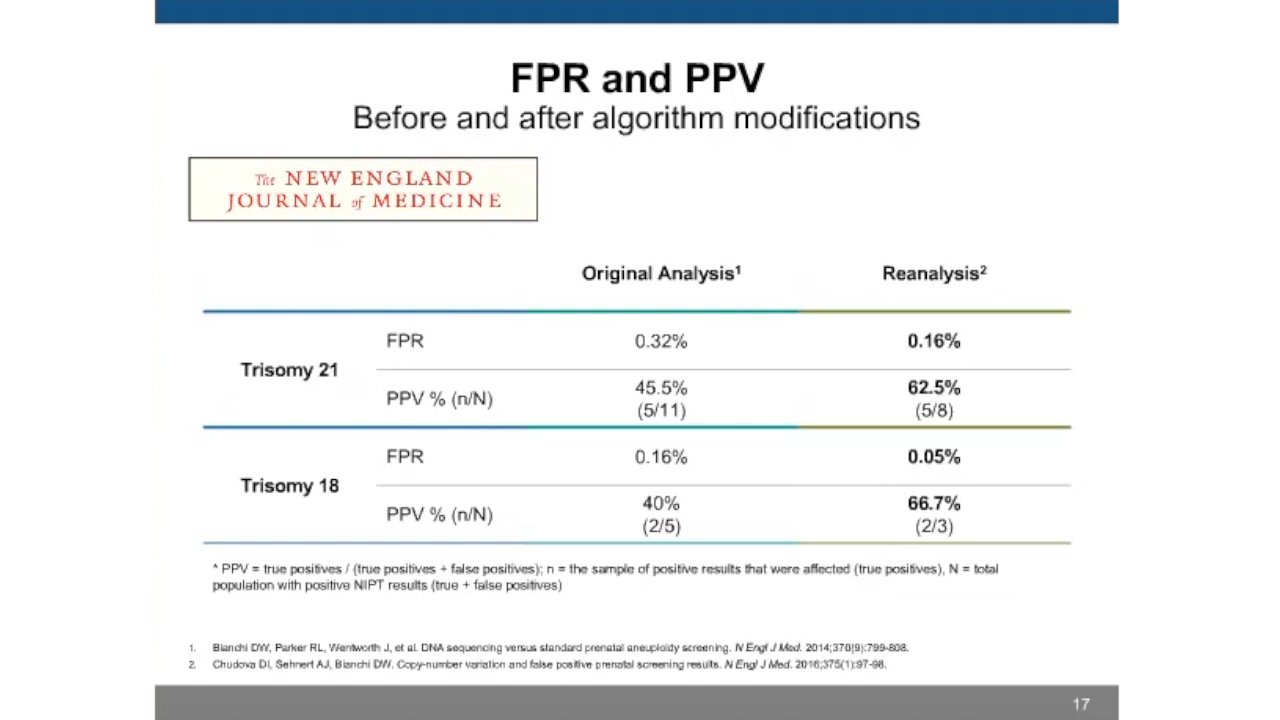 FPR and PPV
Before and after algorithm modifications
The NEW ENGLAND
JOURNAL of MEDICINE
Original Analysis¹ Reanalysis²
FPR 0.32% 0.16%
Trisomy 21
PPV % (n/N) 45.5% 62.5%
(5/11) (5/8)
FPR 0.16% 0.05%
Trisomy 18
PPV % (n/N) 40% 66.7%
(2/5) (2/3)
* PPV = true positives / (true positives + false positives); n = the sample of positive results that were affected (true positives), N = total
population with positive NIPT results (true + false positives)
1. Bianchi DW, Parker RL, Wentworth J, et al. DNA sequencing versus standard prenatal aneuploidy screening. N Engl J Med. 2014;370(9):799-808.
2. Chudova DI, Sehnert AJ, Bianchi DW. Copy-number variation and false positive prenatal screening results. N Engl J Med. 2016;375(1):97-98.
17